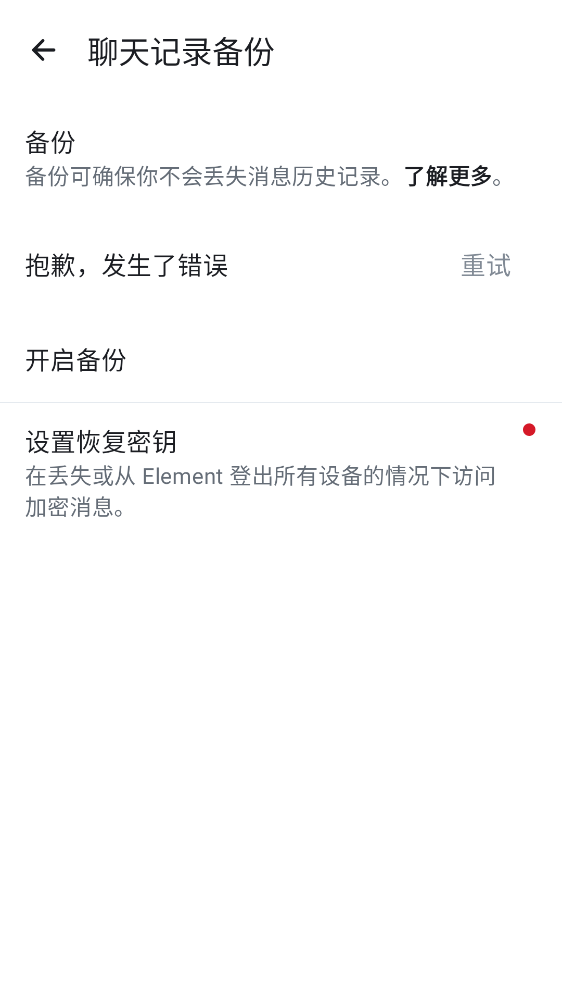 聊天记录备份
备份
备份可确保你不会丢失消息历史记录。了解更多。
抱歉，发生了错误
重试
开启备份
设置恢复密钥
在丢失或从 Element 登出所有设备的情况下访问
加密消息。